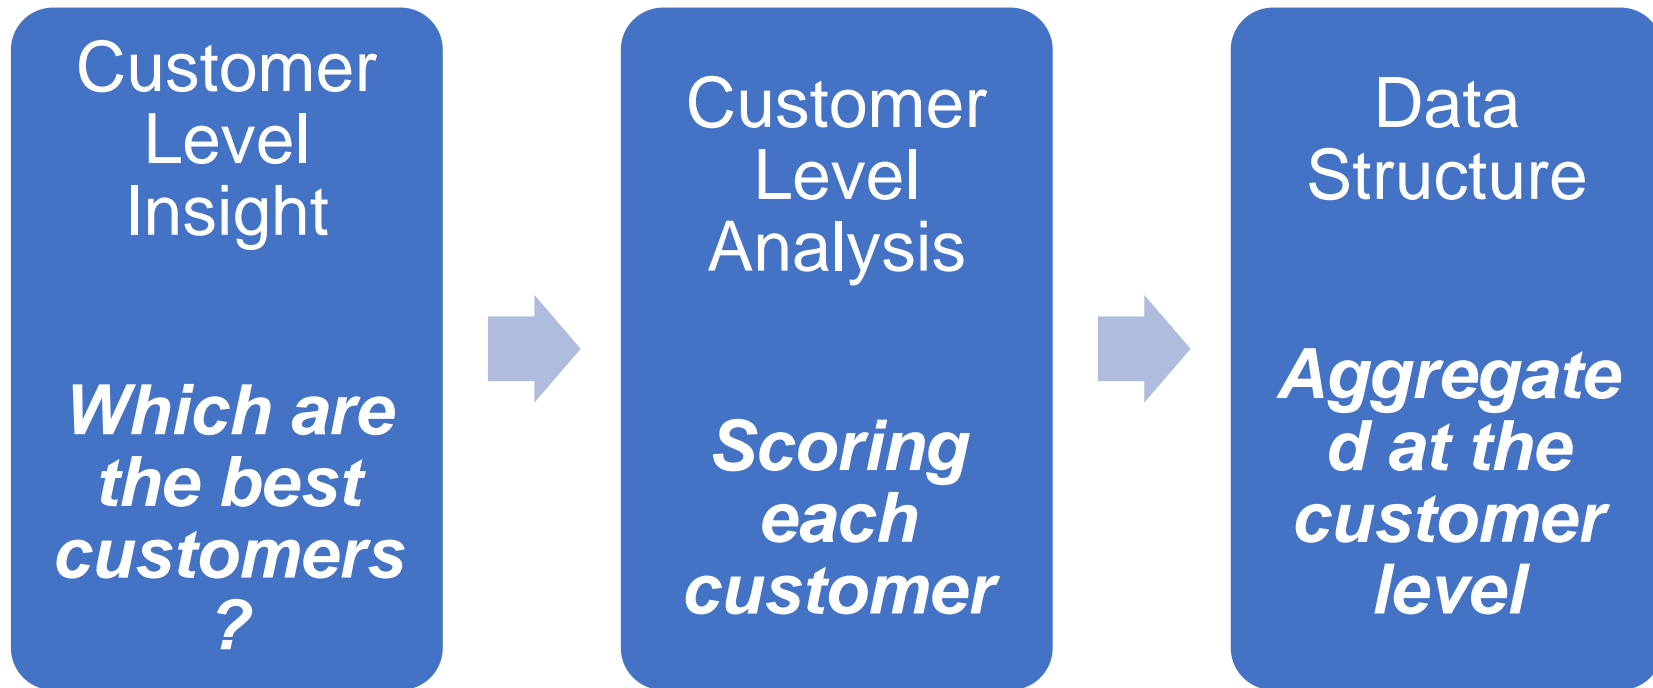 Customer
Level
Insight
Which are
the best
customers
?
Customer
Level
Analysis
Scoring
each
customer
Data
Structure
Aggregate
d at the
customer
level